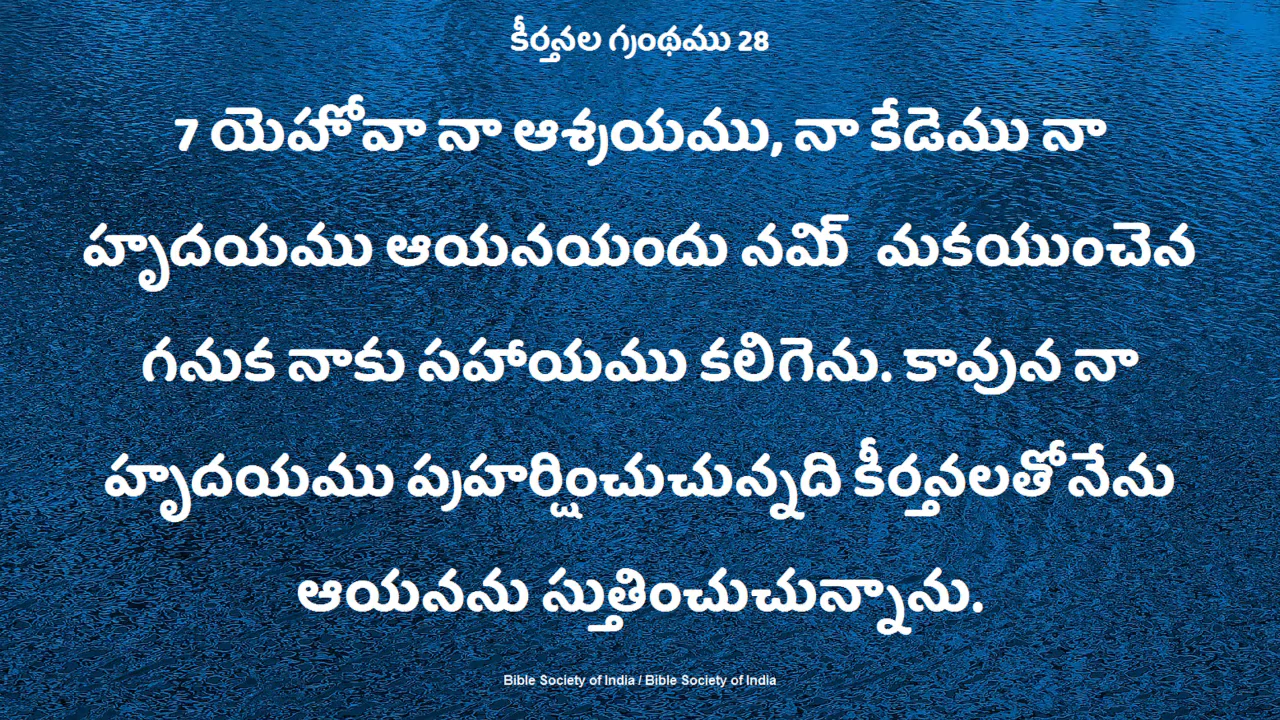 కీర్తనల గ్రంథము 28
7 యెహోవా నా ఆశ్రయము, నా కేడెము నా
హృదయము ఆయనయందు నమి్ మకయుంచెన
గనుక నాకు సహాయము కలిగెను. కావున నా
హృదయము ప్రహర్షించుచున్నది కీర్తనలతో నేను
ఆయనను స్తుతించుచున్నాను.
Bible Society of India / Bible Society of India